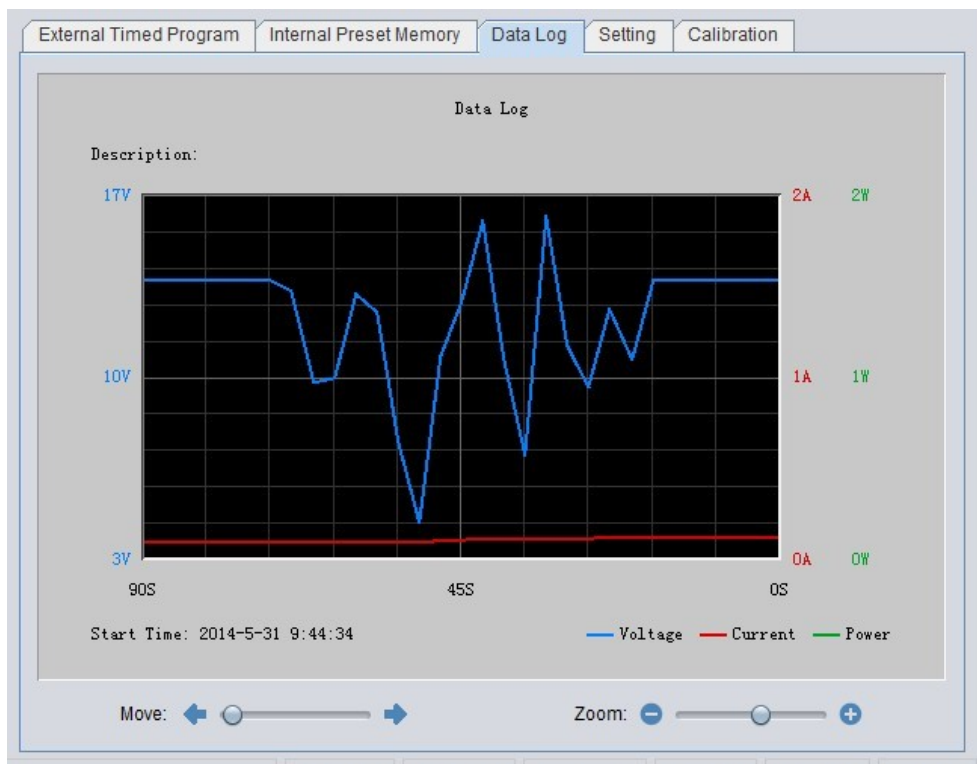 External Timed Program Internal Preset Memory Data Log Setting Calibration
Data Log
Description:
17V 2A 2W
10V 1A 1W
3V 0A 0W
90S 45S 0S
Start Time: 2014-5-31 9:44:34 Voltage Current Power
Move: Zoom: